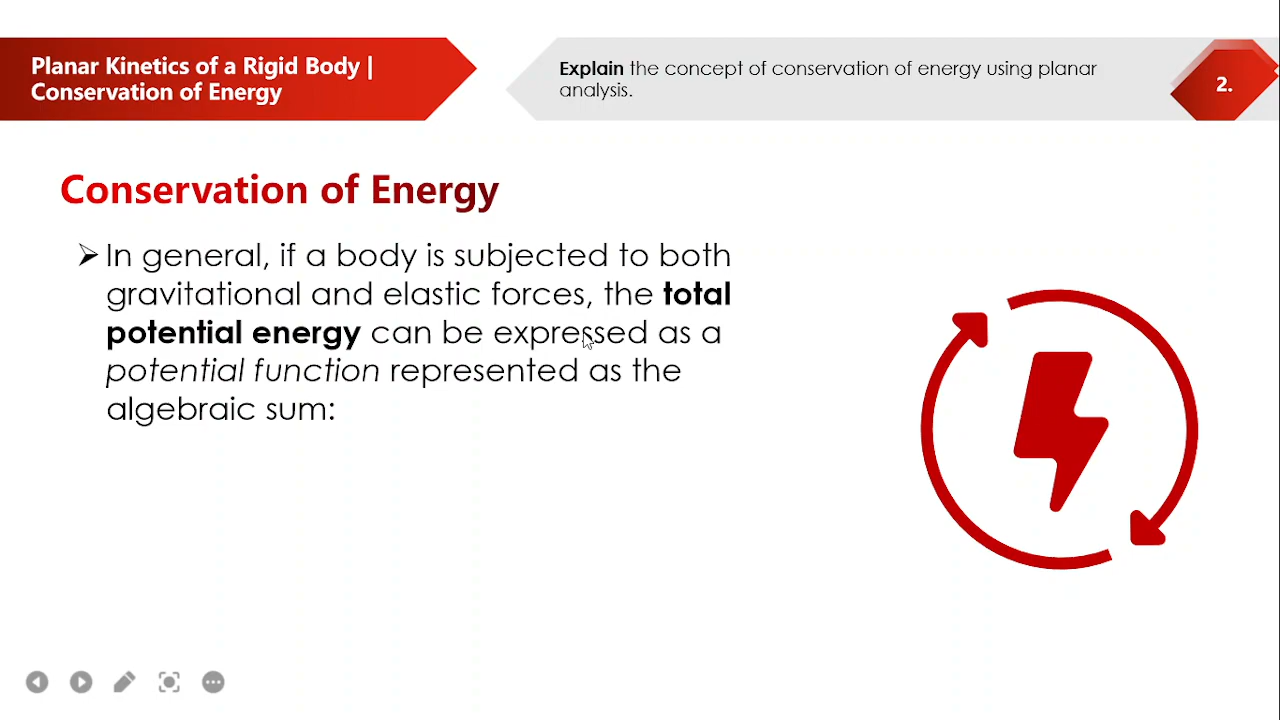 Planar Kinetics of a Rigid Body |
Conservation of Energy
Explain the concept of conservation of energy using planar
analysis.
2.
Conservation of Energy
In general, if a body is subjected to both
gravitational and elastic forces, the total
potential energy can be expressed as a
potential function represented as the
algebraic sum: